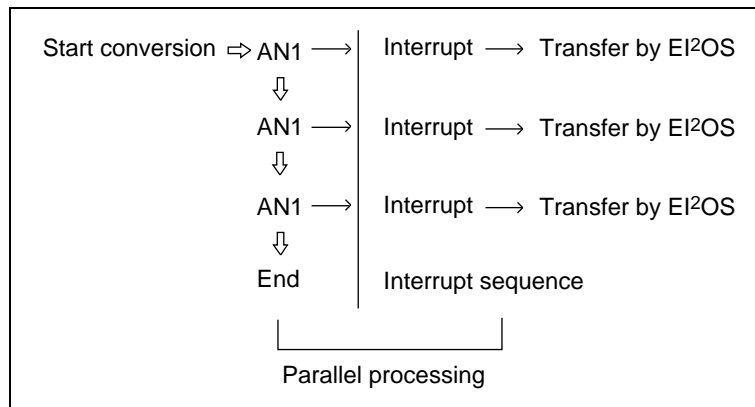 Start conversion ⇨ AN1 → Interrupt → Transfer by EI²OS
⇩
AN1 → Interrupt → Transfer by EI²OS
⇩
AN1 → Interrupt → Transfer by EI²OS
⇩
End Interrupt sequence
Parallel processing